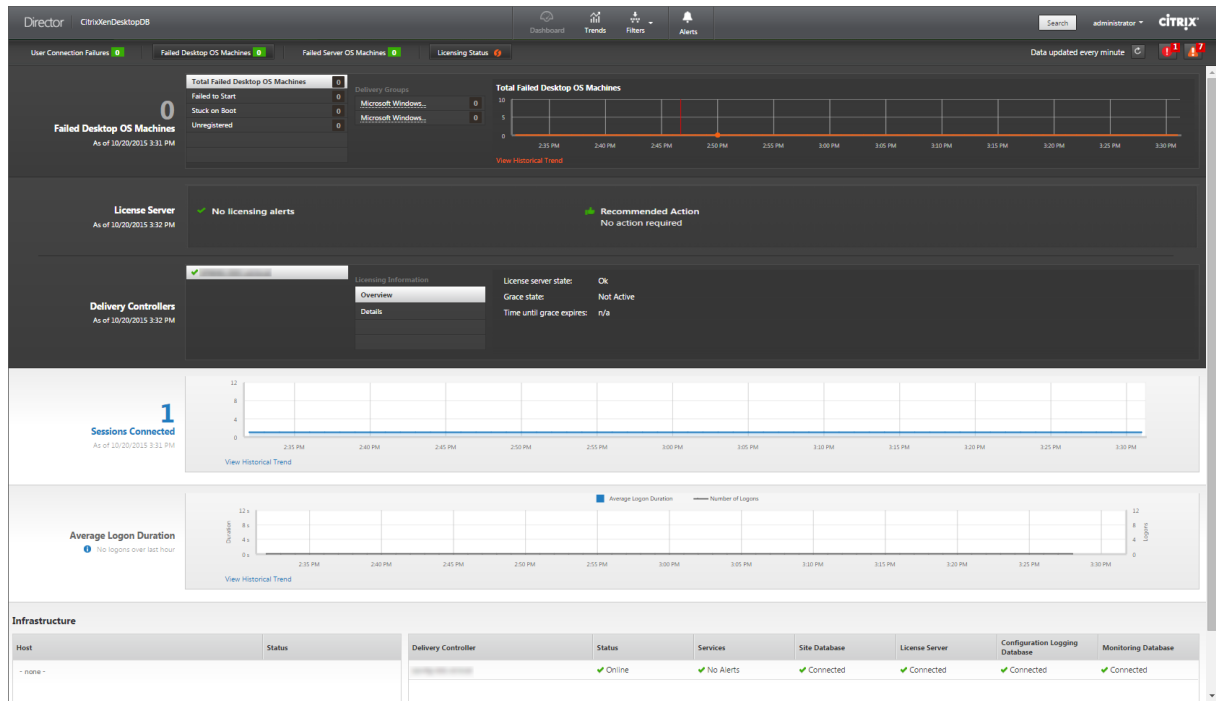 Director CitrixXenDesktopDB
Dashboard Trends Filters Alerts
Search administrator CITRIX
User Connection Failures 0 Failed Desktop OS Machines 0 Failed Server OS Machines 0 Licensing Status
Data updated every minute 1 7
0
Failed Desktop OS Machines
As of 10/20/2015 3:31 PM
Total Failed Desktop OS Machines 0
Failed to Start 0
Stuck on Boot 0
Unregistered 0
Delivery Groups
Microsoft Windows... 0
Microsoft Windows... 0
Total Failed Desktop OS Machines
10
5
0
2:35 PM 2:40 PM 2:45 PM 2:50 PM 2:55 PM 3:00 PM 3:05 PM 3:10 PM 3:15 PM 3:20 PM 3:25 PM 3:30 PM
View Historical Trend
License Server
As of 10/20/2015 3:32 PM
No licensing alerts
Recommended Action
No action required
Delivery Controllers
As of 10/20/2015 3:32 PM
Licensing Information
Overview
Details
License server state: Ok
Grace state: Not Active
Time until grace expires: n/a
1
Sessions Connected
As of 10/20/2015 3:31 PM
12
8
4
0
2:35 PM 2:40 PM 2:45 PM 2:50 PM 2:55 PM 3:00 PM 3:05 PM 3:10 PM 3:15 PM 3:20 PM 3:25 PM 3:30 PM
View Historical Trend
Average Logon Duration
No logons over last hour
Average Logon Duration Number of Logons
Duration
12 s
8 s
4 s
0 s
12
8
4
0
Logons
2:35 PM 2:40 PM 2:45 PM 2:50 PM 2:55 PM 3:00 PM 3:05 PM 3:10 PM 3:15 PM 3:20 PM 3:25 PM 3:30 PM
View Historical Trend
Infrastructure
Host Status
- none -
Delivery Controller Status Services Site Database License Server Configuration Logging Database Monitoring Database
Online No Alerts Connected Connected Connected Connected